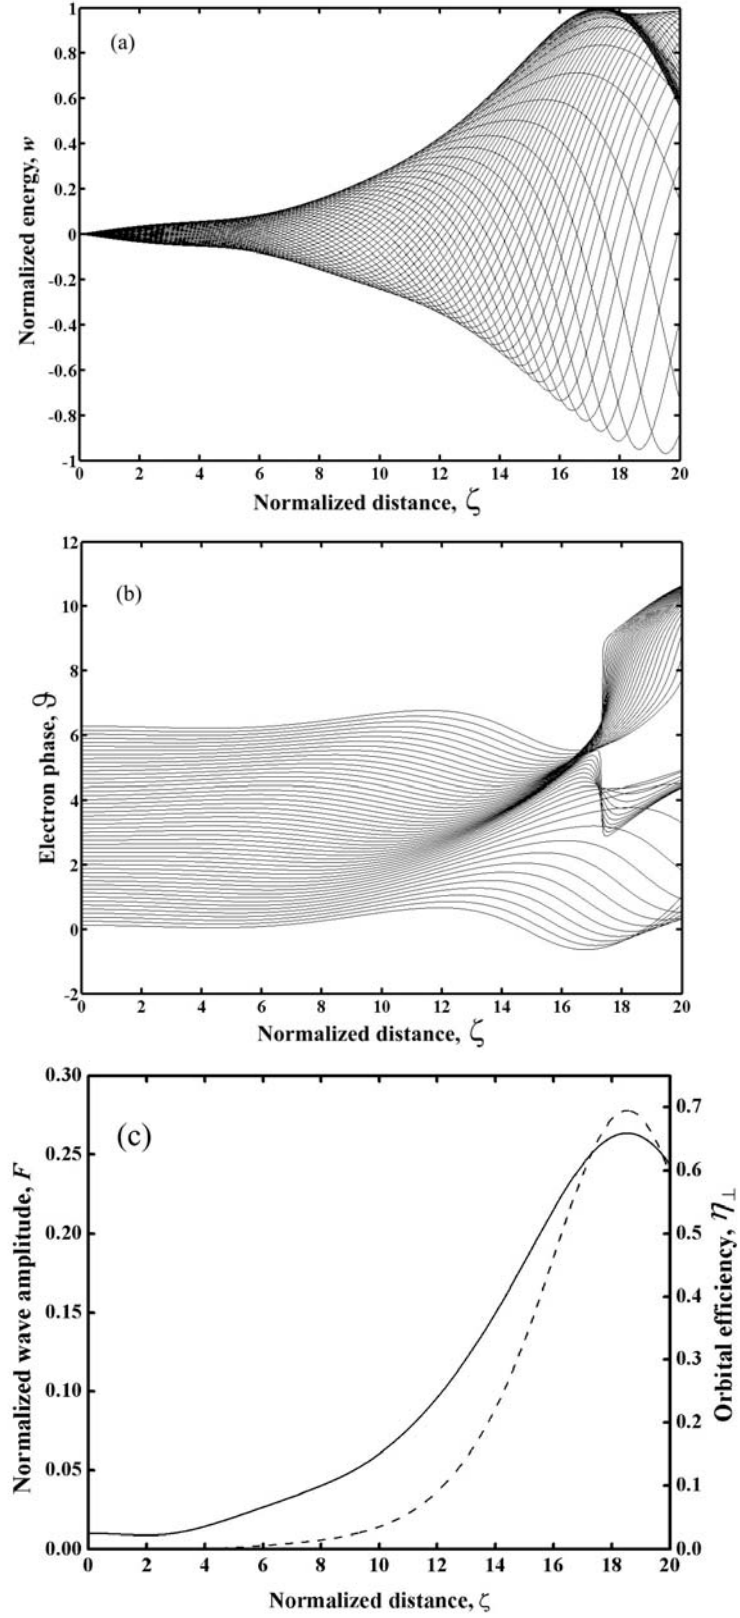 (a)
Normalized energy, w
1
0.8
0.6
0.4
0.2
0
-0.2
-0.4
-0.6
-0.8
-1
0 2 4 6 8 10 12 14 16 18 20
Normalized distance, ζ
(b)
Electron phase, ϑ
12
10
8
6
4
2
0
-2
0 2 4 6 8 10 12 14 16 18 20
Normalized distance, ζ
(c)
Normalized wave amplitude, F
0.30
0.25
0.20
0.15
0.10
0.05
0.00
0.7
0.6
0.5
0.4
0.3
0.2
0.1
0.0
Orbital efficiency, η⊥
0 2 4 6 8 10 12 14 16 18 20
Normalized distance, ζ